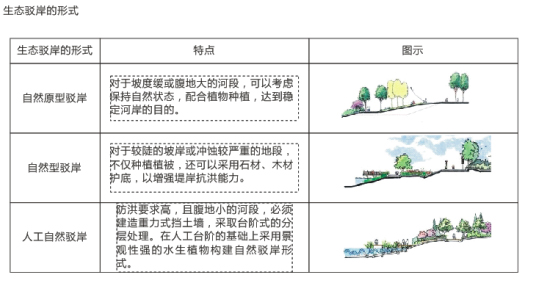 生态驳岸的形式
生态驳岸的形式 特点 图示
自然原型驳岸
对于坡度缓或腹地大的河段，可以考虑
保持自然状态，配合植物种植，达到稳
定河岸的目的。
自然型驳岸
对于较陡的坡岸或冲蚀较严重的地段，
不仅种植植被，还可以采用石材、木材
护底，以增强堤岸抗洪能力。
人工自然驳岸
防洪要求高，且腹地小的河段，必须
建造重力式挡土墙，采取台阶式的分
层处理。在人工台阶的基础上采用景
观性强的水生植物构建自然驳岸形
式。